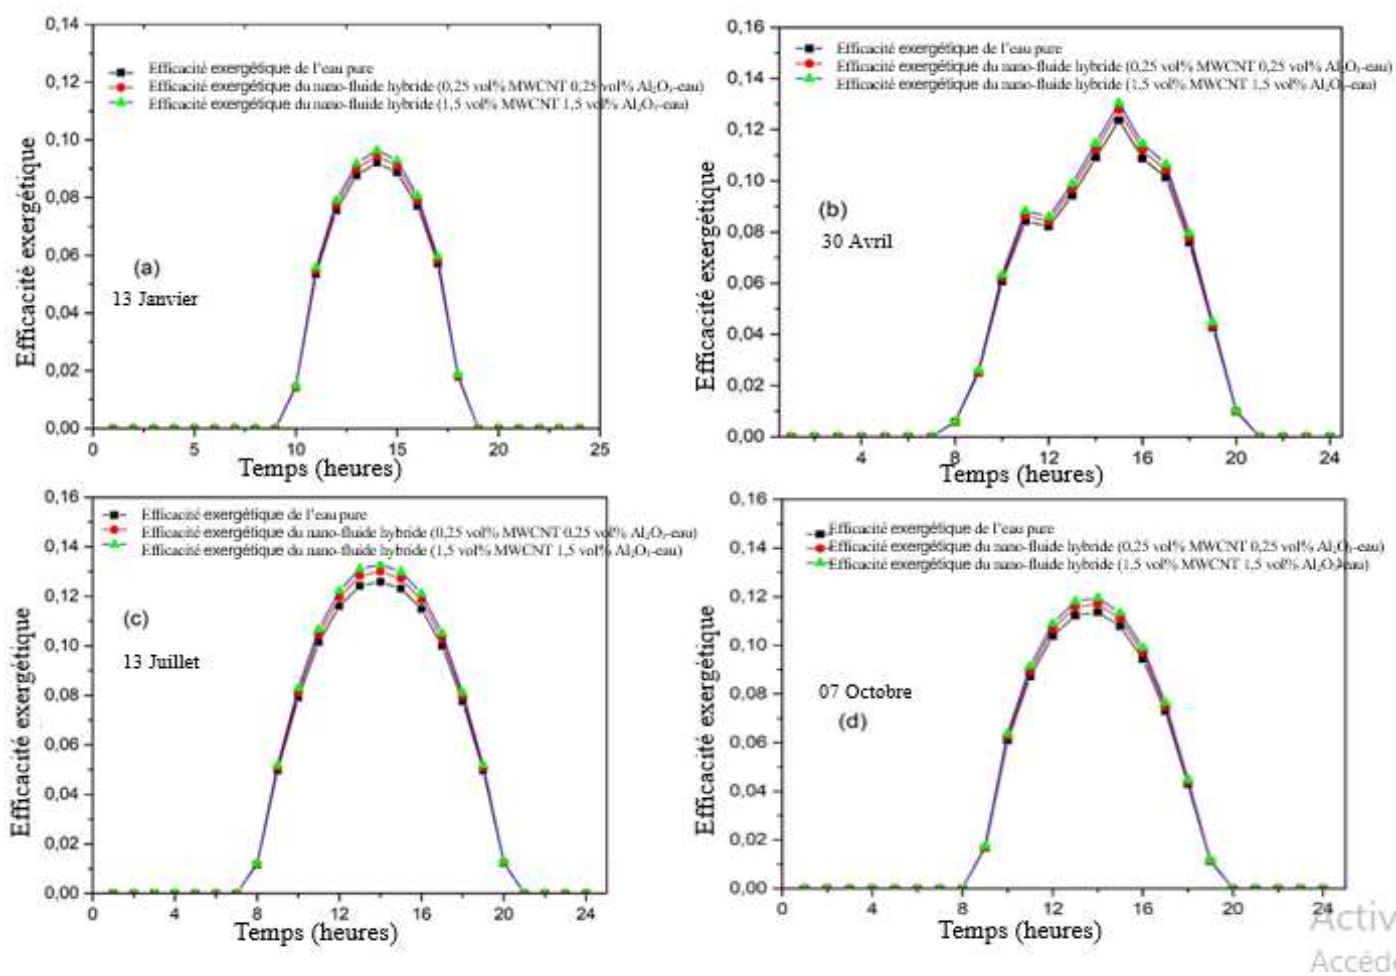 0,14
0,12
0,10
0,08
0,06
0,04
0,02
0,00
Efficacité exergétique
Efficacité exergétique de l'eau pure
Efficacité exergétique du nano-fluide hybride (0,25 vol% MWCNT 0,25 vol% Al₂O₃-eau)
Efficacité exergétique du nano-fluide hybride (1,5 vol% MWCNT 1,5 vol% Al₂O₃-eau)
(a)
13 Janvier
0 5 10 15 20 25
Temps (heures)
0,16
0,14
0,12
0,10
0,08
0,06
0,04
0,02
0,00
Efficacité exergétique
Efficacité exergétique de l'eau pure
Efficacité exergétique du nano-fluide hybride (0,25 vol% MWCNT 0,25 vol% Al₂O₃-eau)
Efficacité exergétique du nano-fluide hybride (1,5 vol% MWCNT 1,5 vol% Al₂O₃-eau)
(b)
30 Avril
4 8 12 16 20 24
Temps (heures)
0,16
0,14
0,12
0,10
0,08
0,06
0,04
0,02
0,00
Efficacité exergétique
Efficacité exergétique de l'eau pure
Efficacité exergétique du nano-fluide hybride (0,25 vol% MWCNT 0,25 vol% Al₂O₃-eau)
Efficacité exergétique du nano-fluide hybride (1,5 vol% MWCNT 1,5 vol% Al₂O₃-eau)
(c)
13 Juillet
0 4 8 12 16 20 24
Temps (heures)
0,16
0,14
0,12
0,10
0,08
0,06
0,04
0,02
0,00
Efficacité exergétique
Efficacité exergétique de l'eau pure
Efficacité exergétique du nano-fluide hybride (0,25 vol% MWCNT 0,25 vol% Al₂O₃-eau)
Efficacité exergétique du nano-fluide hybride (1,5 vol% MWCNT 1,5 vol% Al₂O₃-eau)
07 Octobre
(d)
0 4 8 12 16 20 24
Temps (heures)
Activ
Accéde